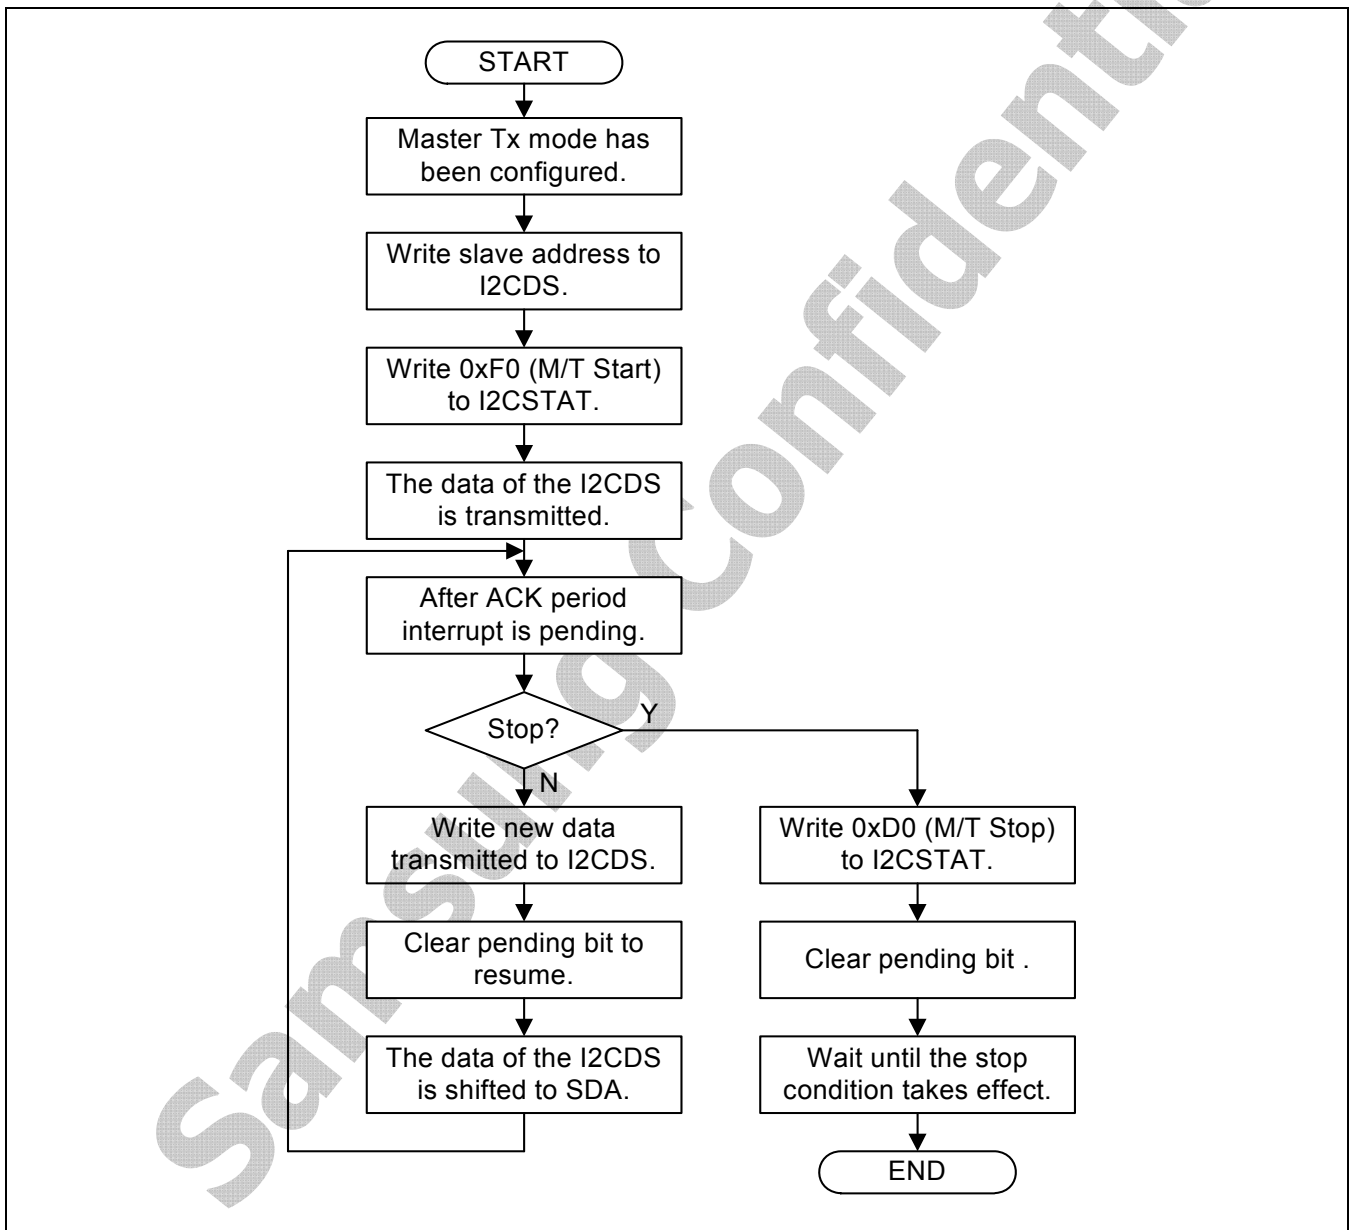 START
Master Tx mode has
been configured.
Write slave address to
I2CDS.
Write 0xF0 (M/T Start)
to I2CSTAT.
The data of the I2CDS
is transmitted.
After ACK period
interrupt is pending.
Stop?
Y
N
Write new data
transmitted to I2CDS.
Clear pending bit to
resume.
The data of the I2CDS
is shifted to SDA.
Write 0xD0 (M/T Stop)
to I2CSTAT.
Clear pending bit .
Wait until the stop
condition takes effect.
END
Samsung Confidenti